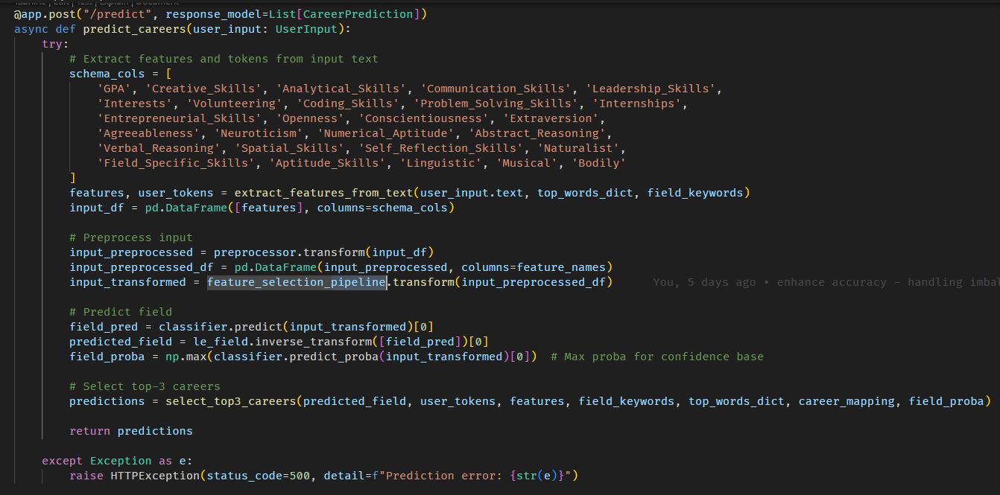 @app.post("/predict", response_model=List[CareerPrediction])
async def predict_careers(user_input: UserInput):
    try:
        # Extract features and tokens from input text
        schema_cols = [
            'GPA', 'Creative_Skills', 'Analytical_Skills', 'Communication_Skills', 'Leadership_Skills',
            'Interests', 'Volunteering', 'Coding_Skills', 'Problem_Solving_Skills', 'Internships',
            'Entrepreneurial_Skills', 'Openness', 'Conscientiousness', 'Extraversion',
            'Agreeableness', 'Neuroticism', 'Numerical_Aptitude', 'Abstract_Reasoning',
            'Verbal_Reasoning', 'Spatial_Skills', 'Self_Reflection_Skills', 'Naturalist',
            'Field_Specific_Skills', 'Aptitude_Skills', 'Linguistic', 'Musical', 'Bodily'
        ]
        features, user_tokens = extract_features_from_text(user_input.text, top_words_dict, field_keywords)
        input_df = pd.DataFrame([features], columns=schema_cols)
        # Preprocess input
        input_preprocessed = preprocessor.transform(input_df)
        input_preprocessed_df = pd.DataFrame(input_preprocessed, columns=feature_names)
        input_transformed = feature_selection_pipeline.transform(input_preprocessed_df) You, 5 days ago • enhance accuracy - handling
        # Predict field
        field_pred = classifier.predict(input_transformed)[0]
        predicted_field = le_field.inverse_transform([field_pred])[0]
        field_proba = np.max(classifier.predict_proba(input_transformed)[0])  # Max proba for confidence base
        # Select top-3 careers
        predictions = select_top3_careers(predicted_field, user_tokens, features, field_keywords, top_words_dict, career_mapping, field_proba)
        return predictions
    except Exception as e:
        raise HTTPException(status_code=500, detail=f"Prediction error: {str(e)}")